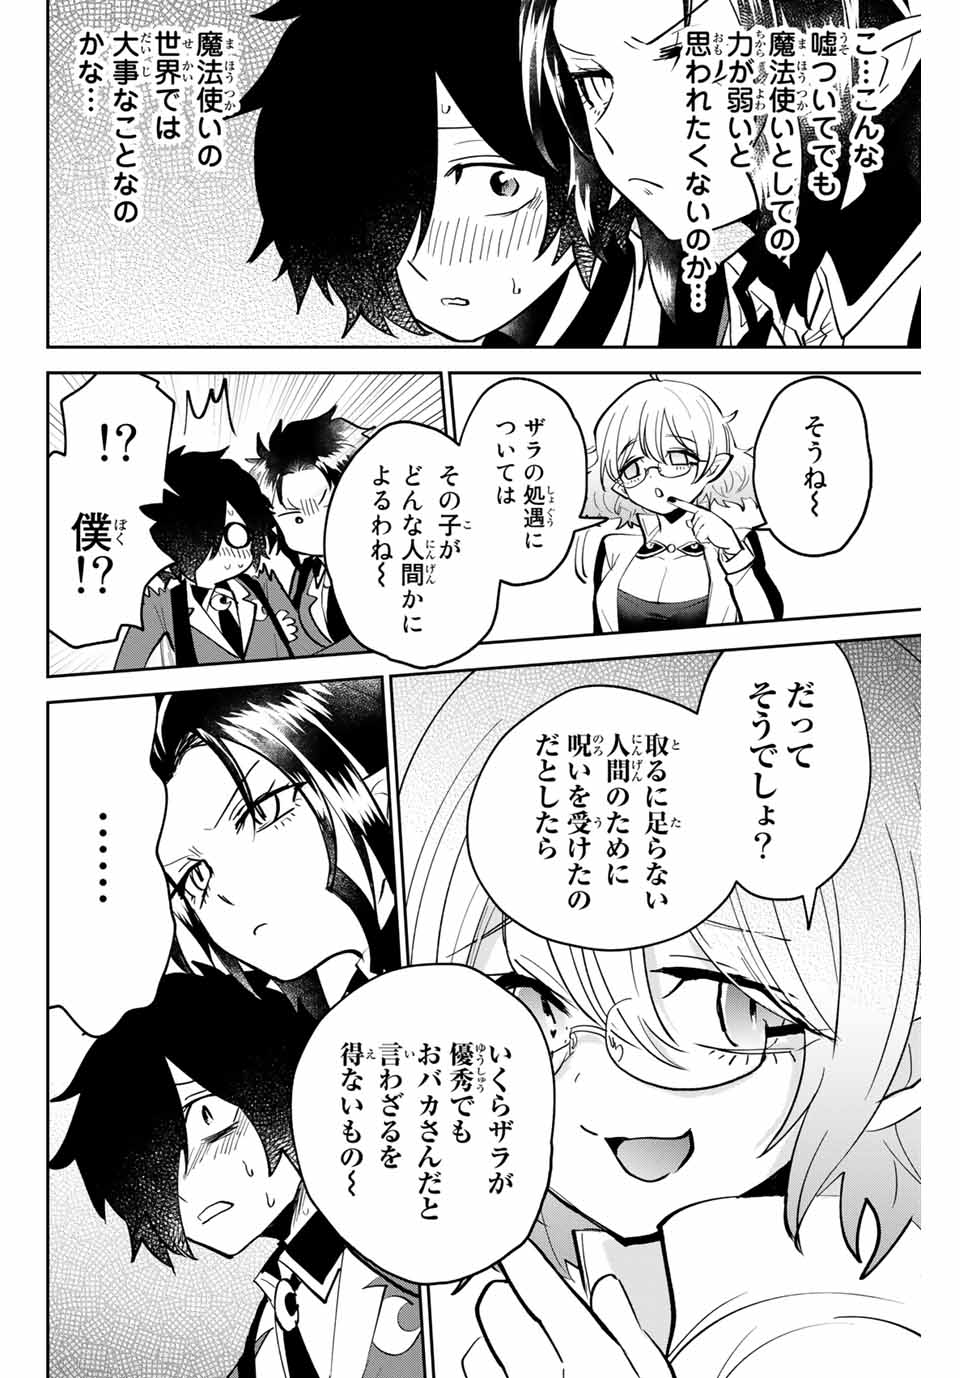 こ…こんな
嘘ついてでも
魔法使いとしての
力が弱いと
思われたくないのか…
魔法使いの
世界では
大事なことなの
かな…
そうね～
ザラの処遇に
ついては
その子が
どんな人間かに
よるわね～
!?
僕!?
だって
そうでしょ？
取るに足らない
人間のために
呪いを受けたの
だとしたら
いくらザラが
優秀でも
おバカさんだと
言わざるを
得ないもの～
……